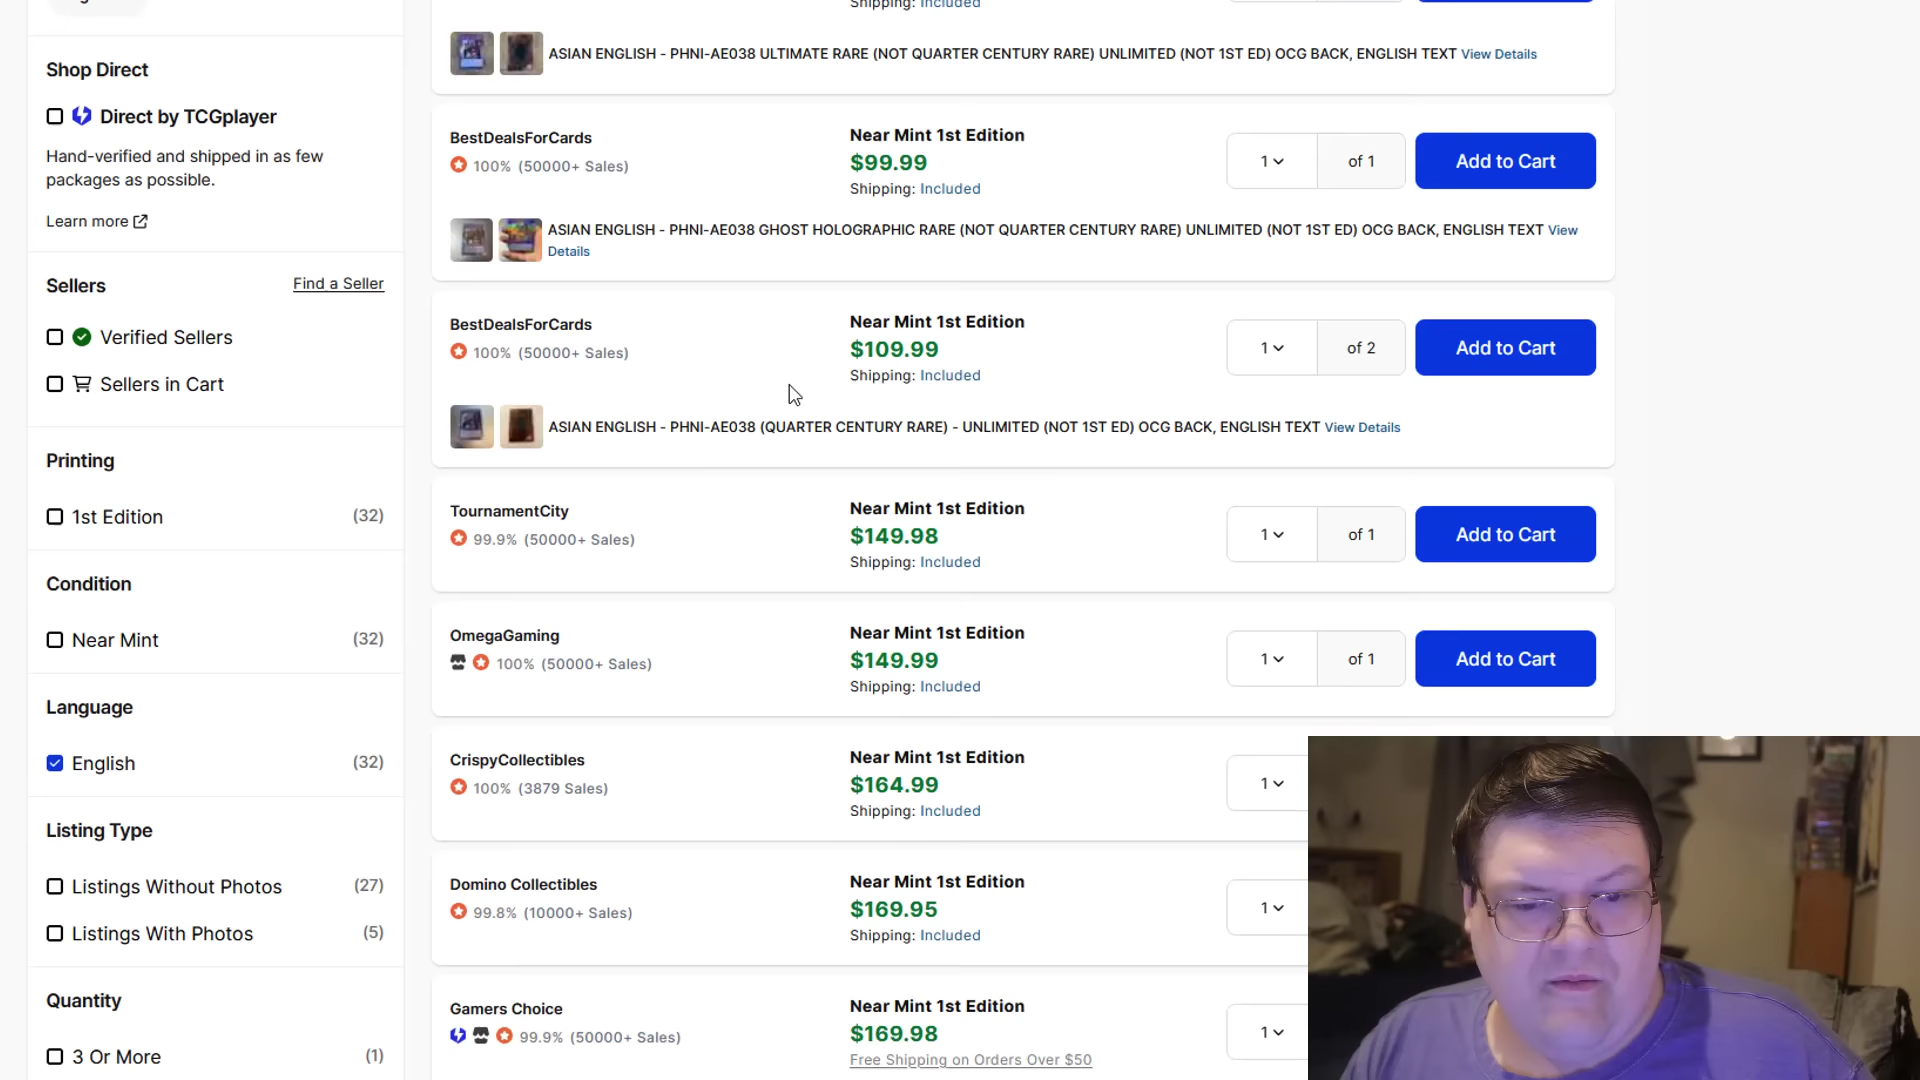 Shipping: Included
ASIAN ENGLISH - PHNI-AE038 ULTIMATE RARE (NOT QUARTER CENTURY RARE) UNLIMITED (NOT 1ST ED) OCG BACK, ENGLISH TEXT View Details
Shop Direct
Direct by TCGplayer
Hand-verified and shipped in as few
packages as possible.
Learn more
Sellers
Find a Seller
Verified Sellers
Sellers in Cart
Printing
1st Edition (32)
Condition
Near Mint (32)
Language
English (32)
Listing Type
Listings Without Photos (27)
Listings With Photos (5)
Quantity
3 Or More (1)
BestDealsForCards
100% (50000+ Sales)
Near Mint 1st Edition
$99.99
Shipping: Included
1 of 1
Add to Cart
ASIAN ENGLISH - PHNI-AE038 GHOST HOLOGRAPHIC RARE (NOT QUARTER CENTURY RARE) UNLIMITED (NOT 1ST ED) OCG BACK, ENGLISH TEXT View
Details
BestDealsForCards
100% (50000+ Sales)
Near Mint 1st Edition
$109.99
Shipping: Included
1 of 2
Add to Cart
ASIAN ENGLISH - PHNI-AE038 (QUARTER CENTURY RARE) - UNLIMITED (NOT 1ST ED) OCG BACK, ENGLISH TEXT View Details
TournamentCity
99.9% (50000+ Sales)
Near Mint 1st Edition
$149.98
Shipping: Included
1 of 1
Add to Cart
OmegaGaming
100% (50000+ Sales)
Near Mint 1st Edition
$149.99
Shipping: Included
1 of 1
Add to Cart
CrispyCollectibles
100% (3879 Sales)
Near Mint 1st Edition
$164.99
Shipping: Included
1
Domino Collectibles
99.8% (10000+ Sales)
Near Mint 1st Edition
$169.95
Shipping: Included
1
Gamers Choice
99.9% (50000+ Sales)
Near Mint 1st Edition
$169.98
Free Shipping on Orders Over $50
1